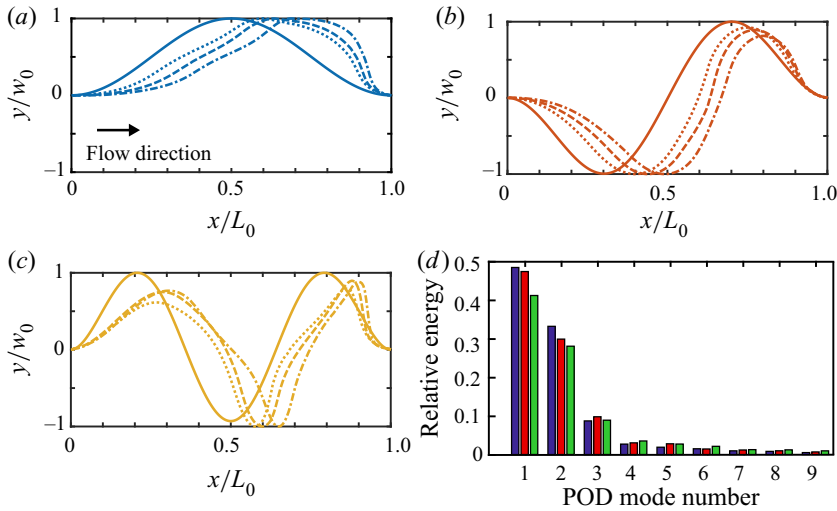 (a)
1
y/w0
0
Flow direction
−1
0
0.5
1.0
x/L0
(b)
1
y/w0
0
−1
0
0.5
1.0
x/L0
(c)
1
y/w0
0
−1
0
0.5
1.0
x/L0
(d)
0.5
0.4
0.3
0.2
0.1
0
Relative energy
1 2 3 4 5 6 7 8 9
POD mode number